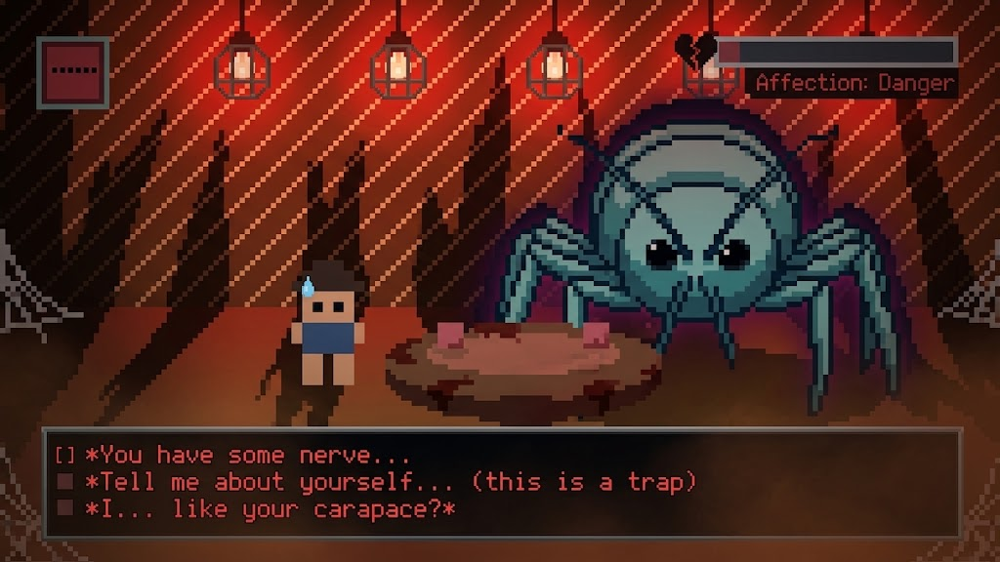 ......
Affection: Danger
[] *You have some nerve...
*Tell me about yourself... (this is a trap)
*I... like your carapace?*